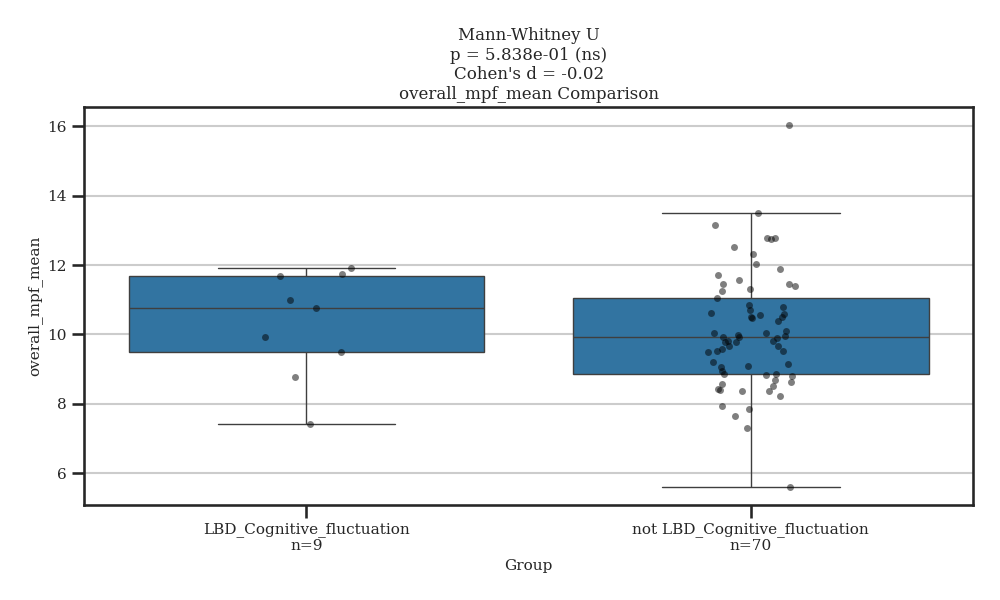 Mann-Whitney U
p = 5.838e-01 (ns)
Cohen's d = -0.02
overall_mpf_mean Comparison
16
14
12
10
8
6
overall_mpf_mean
LBD_Cognitive_fluctuation
n=9
not LBD_Cognitive_fluctuation
n=70
Group